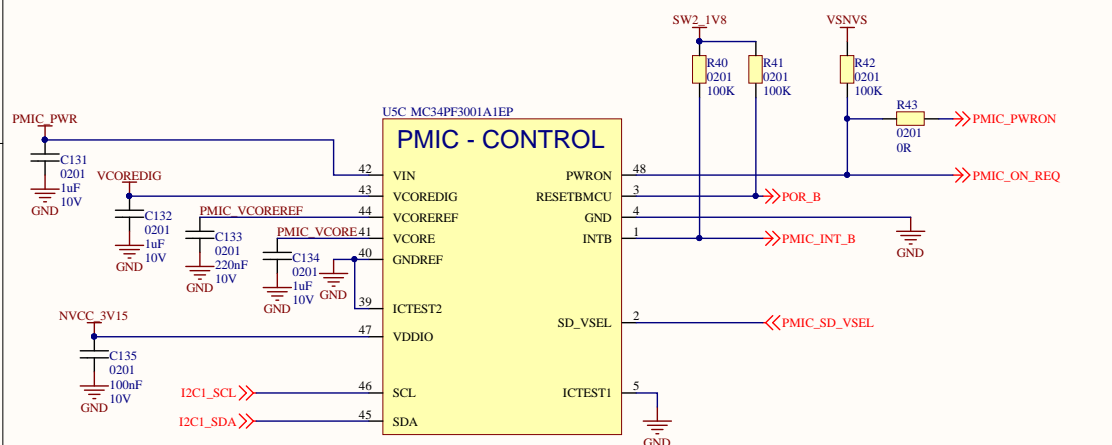 SW2_1V8
VSNVS
R40
0201
100K
R41
0201
100K
R42
0201
100K
R43
0201
0R
PMIC_PWRON
U5C MC34PF3001A1EP
PMIC - CONTROL
PMIC_PWR
C131
0201
1uF
10V
GND
42 VIN
PWRON 48
PMIC_ON_REQ
VCOREDIG
43 VCOREDIG
RESETBMCU 3
POR_B
C132
0201
1uF
10V
GND
PMIC_VCOREREF
44 VCOREREF
GND 4
GND
C133
0201
220nF
10V
GND
PMIC_VCORE 41 VCORE
INTB 1
PMIC_INT_B
C134
0201
1uF
10V
GND
40 GNDREF
GND
39 ICTEST2
NVCC_3V15
SD_VSEL 2
PMIC_SD_VSEL
47 VDDIO
C135
0201
100nF
10V
GND
I2C1_SCL
46 SCL
ICTEST1 5
GND
I2C1_SDA
45 SDA